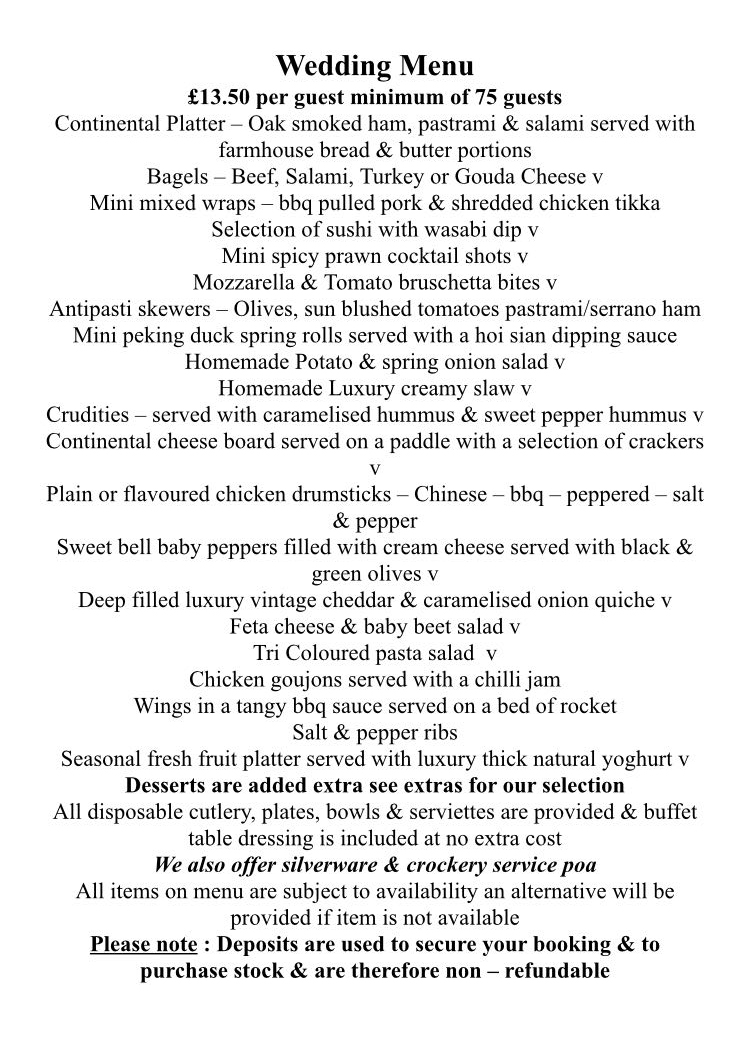 Wedding Menu
£13.50 per guest minimum of 75 guests
Continental Platter – Oak smoked ham, pastrami & salami served with
farmhouse bread & butter portions
Bagels – Beef, Salami, Turkey or Gouda Cheese v
Mini mixed wraps – bbq pulled pork & shredded chicken tikka
Selection of sushi with wasabi dip v
Mini spicy prawn cocktail shots v
Mozzarella & Tomato bruschetta bites v
Antipasti skewers – Olives, sun blushed tomatoes pastrami/serrano ham
Mini peking duck spring rolls served with a hoi sian dipping sauce
Homemade Potato & spring onion salad v
Homemade Luxury creamy slaw v
Crudities – served with caramelised hummus & sweet pepper hummus v
Continental cheese board served on a paddle with a selection of crackers
v
Plain or flavoured chicken drumsticks – Chinese – bbq – peppered – salt
& pepper
Sweet bell baby peppers filled with cream cheese served with black &
green olives v
Deep filled luxury vintage cheddar & caramelised onion quiche v
Feta cheese & baby beet salad v
Tri Coloured pasta salad  v
Chicken goujons served with a chilli jam
Wings in a tangy bbq sauce served on a bed of rocket
Salt & pepper ribs
Seasonal fresh fruit platter served with luxury thick natural yoghurt v
Desserts are added extra see extras for our selection
All disposable cutlery, plates, bowls & serviettes are provided & buffet
table dressing is included at no extra cost
We also offer silverware & crockery service poa
All items on menu are subject to availability an alternative will be
provided if item is not available
Please note : Deposits are used to secure your booking & to
purchase stock & are therefore non – refundable